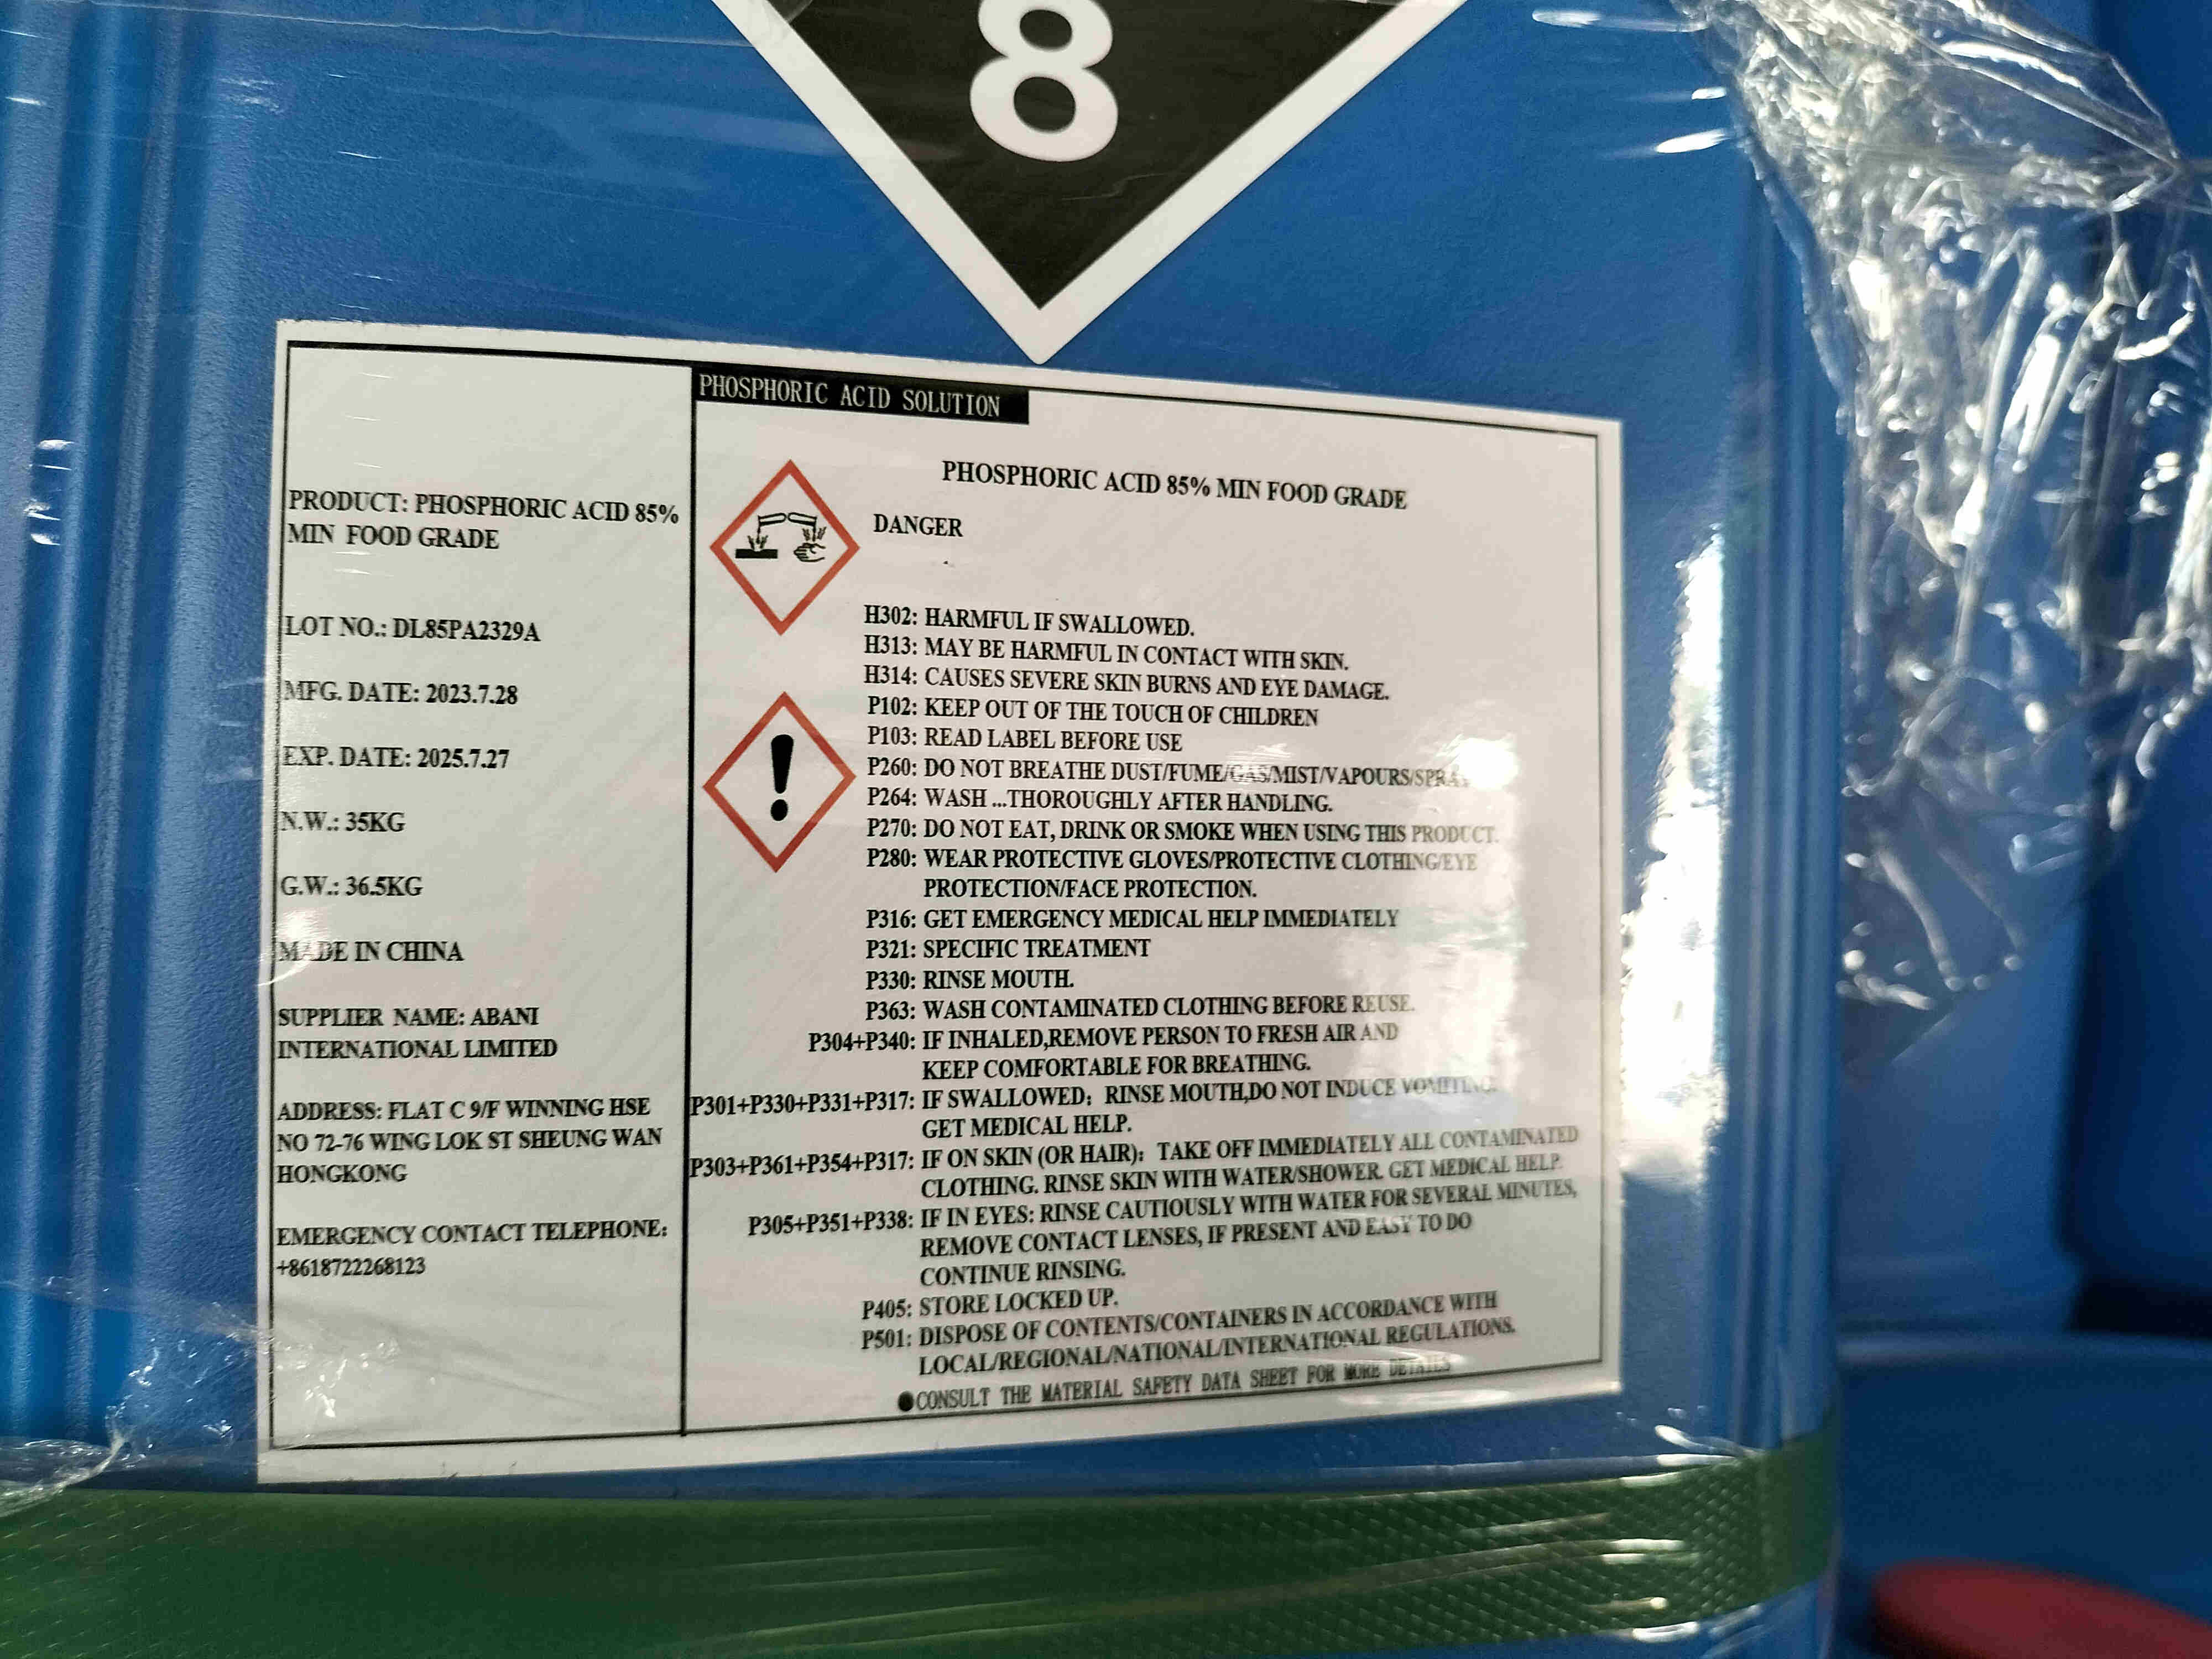 8
PHOSPHORIC ACID SOLUTION
PRODUCT: PHOSPHORIC ACID 85%
MIN FOOD GRADE
LOT NO.: DL85PA2329A
MFG. DATE: 2023.7.28
EXP. DATE: 2025.7.27
N.W.: 35KG
G.W.: 36.5KG
MADE IN CHINA
SUPPLIER NAME: ABANI
INTERNATIONAL LIMITED
ADDRESS: FLAT C 9/F WINNING HSE
NO 72-76 WING LOK ST SHEUNG WAN
HONGKONG
EMERGENCY CONTACT TELEPHONE:
+8618722268123
PHOSPHORIC ACID 85% MIN FOOD GRADE
DANGER
H302: HARMFUL IF SWALLOWED.
H313: MAY BE HARMFUL IN CONTACT WITH SKIN.
H314: CAUSES SEVERE SKIN BURNS AND EYE DAMAGE.
P102: KEEP OUT OF THE TOUCH OF CHILDREN
P103: READ LABEL BEFORE USE
P260: DO NOT BREATHE DUST/FUME/GAS/MIST/VAPOURS/SPRAY
P264: WASH ...THOROUGHLY AFTER HANDLING.
P270: DO NOT EAT, DRINK OR SMOKE WHEN USING THIS PRODUCT.
P280: WEAR PROTECTIVE GLOVES/PROTECTIVE CLOTHING/EYE
PROTECTION/FACE PROTECTION.
P316: GET EMERGENCY MEDICAL HELP IMMEDIATELY
P321: SPECIFIC TREATMENT
P330: RINSE MOUTH.
P363: WASH CONTAMINATED CLOTHING BEFORE REUSE.
P304+P340: IF INHALED,REMOVE PERSON TO FRESH AIR AND
KEEP COMFORTABLE FOR BREATHING.
P301+P330+P331+P317: IF SWALLOWED; RINSE MOUTH,DO NOT INDUCE VOMITING.
GET MEDICAL HELP.
P303+P361+P354+P317: IF ON SKIN (OR HAIR): TAKE OFF IMMEDIATELY ALL CONTAMINATED
CLOTHING. RINSE SKIN WITH WATER/SHOWER. GET MEDICAL HELP.
P305+P351+P338: IF IN EYES: RINSE CAUTIOUSLY WITH WATER FOR SEVERAL MINUTES,
REMOVE CONTACT LENSES, IF PRESENT AND EASY TO DO
CONTINUE RINSING.
P405: STORE LOCKED UP.
P501: DISPOSE OF CONTENTS/CONTAINERS IN ACCORDANCE WITH
LOCAL/REGIONAL/NATIONAL/INTERNATIONAL REGULATIONS.
●CONSULT THE MATERIAL SAFETY DATA SHEET FOR MORE DETAILS